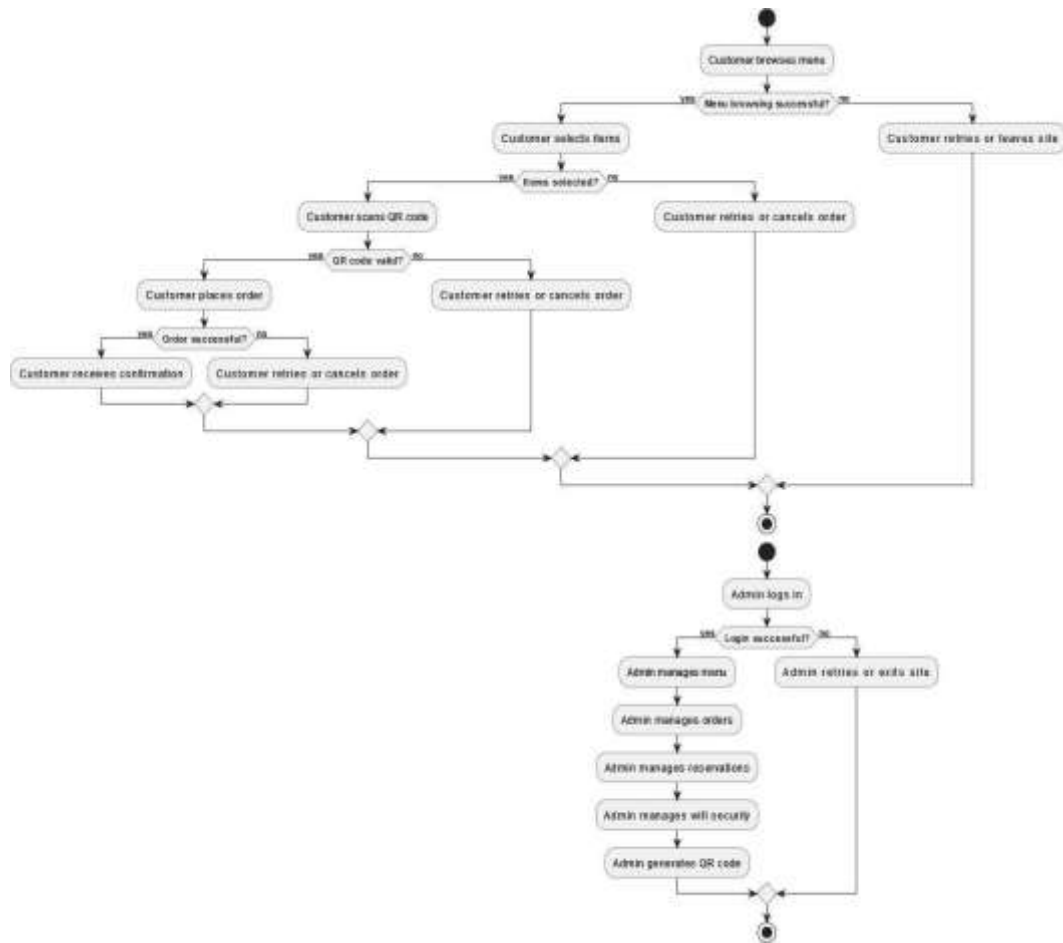 Customer browses menu
yes Menu browsing successful? no
Customer selects items
Customer retries or leaves site
yes Items selected? no
Customer scans QR code
Customer retries or cancels order
yes QR code valid? no
Customer places order
Customer retries or cancels order
yes Order successful? no
Customer receives confirmation
Customer retries or cancels order
Admin logs in
yes Login successful? no
Admin manages menu
Admin retries or exits site
Admin manages orders
Admin manages reservations
Admin manages will security
Admin generates QR code